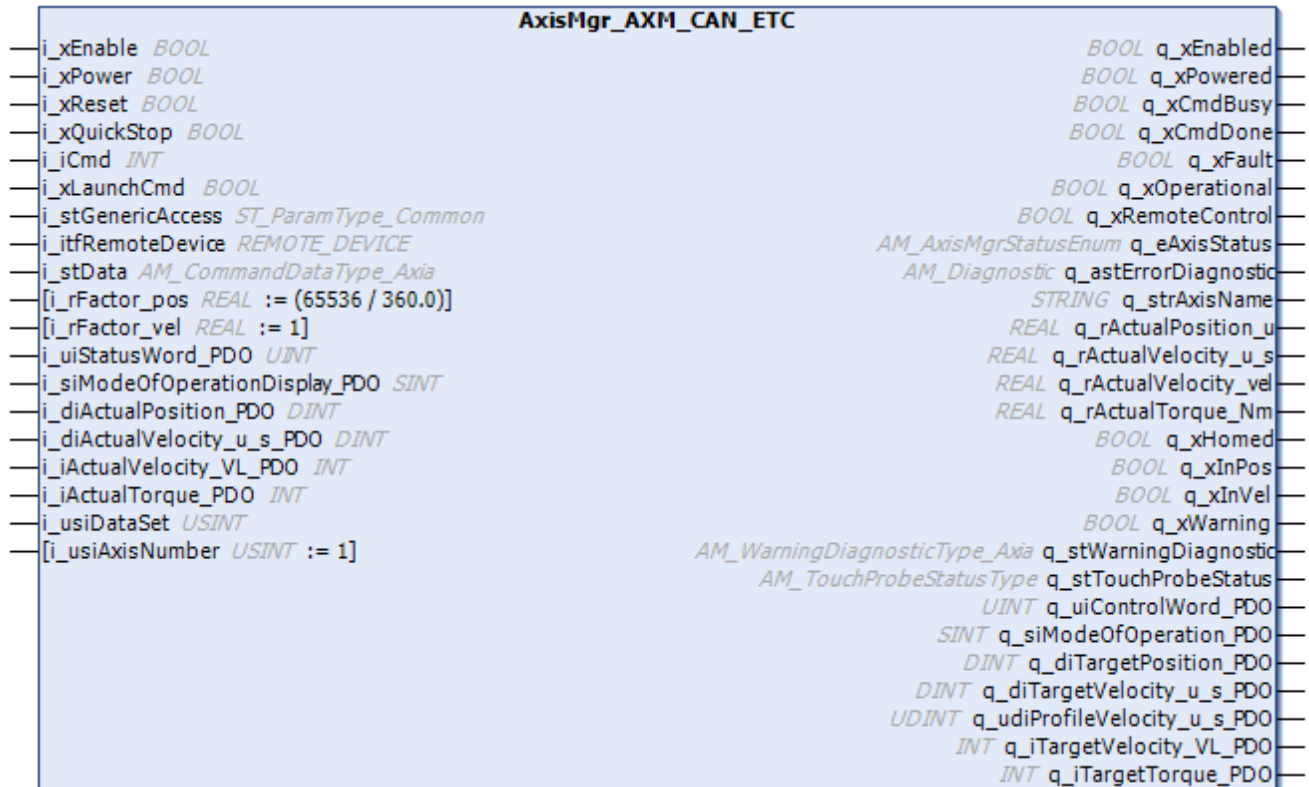 AxisMgr_AXM_CAN_ETC
i_xEnable BOOL BOOL q_xEnabled
i_xPower BOOL BOOL q_xPowered
i_xReset BOOL BOOL q_xCmdBusy
i_xQuickStop BOOL BOOL q_xCmdDone
i_iCmd INT BOOL q_xFault
i_xLaunchCmd BOOL BOOL q_xOperational
i_stGenericAccess ST_ParamType_Common BOOL q_xRemoteControl
i_itfRemoteDevice REMOTE_DEVICE AM_AxisMgrStatusEnum q_eAxisStatus
i_stData AM_CommandDataType_Axia AM_Diagnostic q_astErrorDiagnostic
[i_rFactor_pos REAL := (65536 / 360.0)] STRING q_strAxisName
[i_rFactor_vel REAL := 1] REAL q_rActualPosition_u
i_uiStatusWord_PDO UINT REAL q_rActualVelocity_u_s
i_siModeOfOperationDisplay_PDO SINT REAL q_rActualVelocity_vel
i_diActualPosition_PDO DINT REAL q_rActualTorque_Nm
i_diActualVelocity_u_s_PDO DINT BOOL q_xHomed
i_iActualVelocity_VL_PDO INT BOOL q_xInPos
i_iActualTorque_PDO INT BOOL q_xInVel
i_usiDataSet USINT BOOL q_xWarning
[i_usiAxisNumber USINT := 1] AM_WarningDiagnosticType_Axia q_stWarningDiagnostic
AM_TouchProbeStatusType q_stTouchProbeStatus
UINT q_uiControlWord_PDO
SINT q_siModeOfOperation_PDO
DINT q_diTargetPosition_PDO
DINT q_diTargetVelocity_u_s_PDO
UDINT q_udiProfileVelocity_u_s_PDO
INT q_iTargetVelocity_VL_PDO
INT q_iTargetTorque_PDO